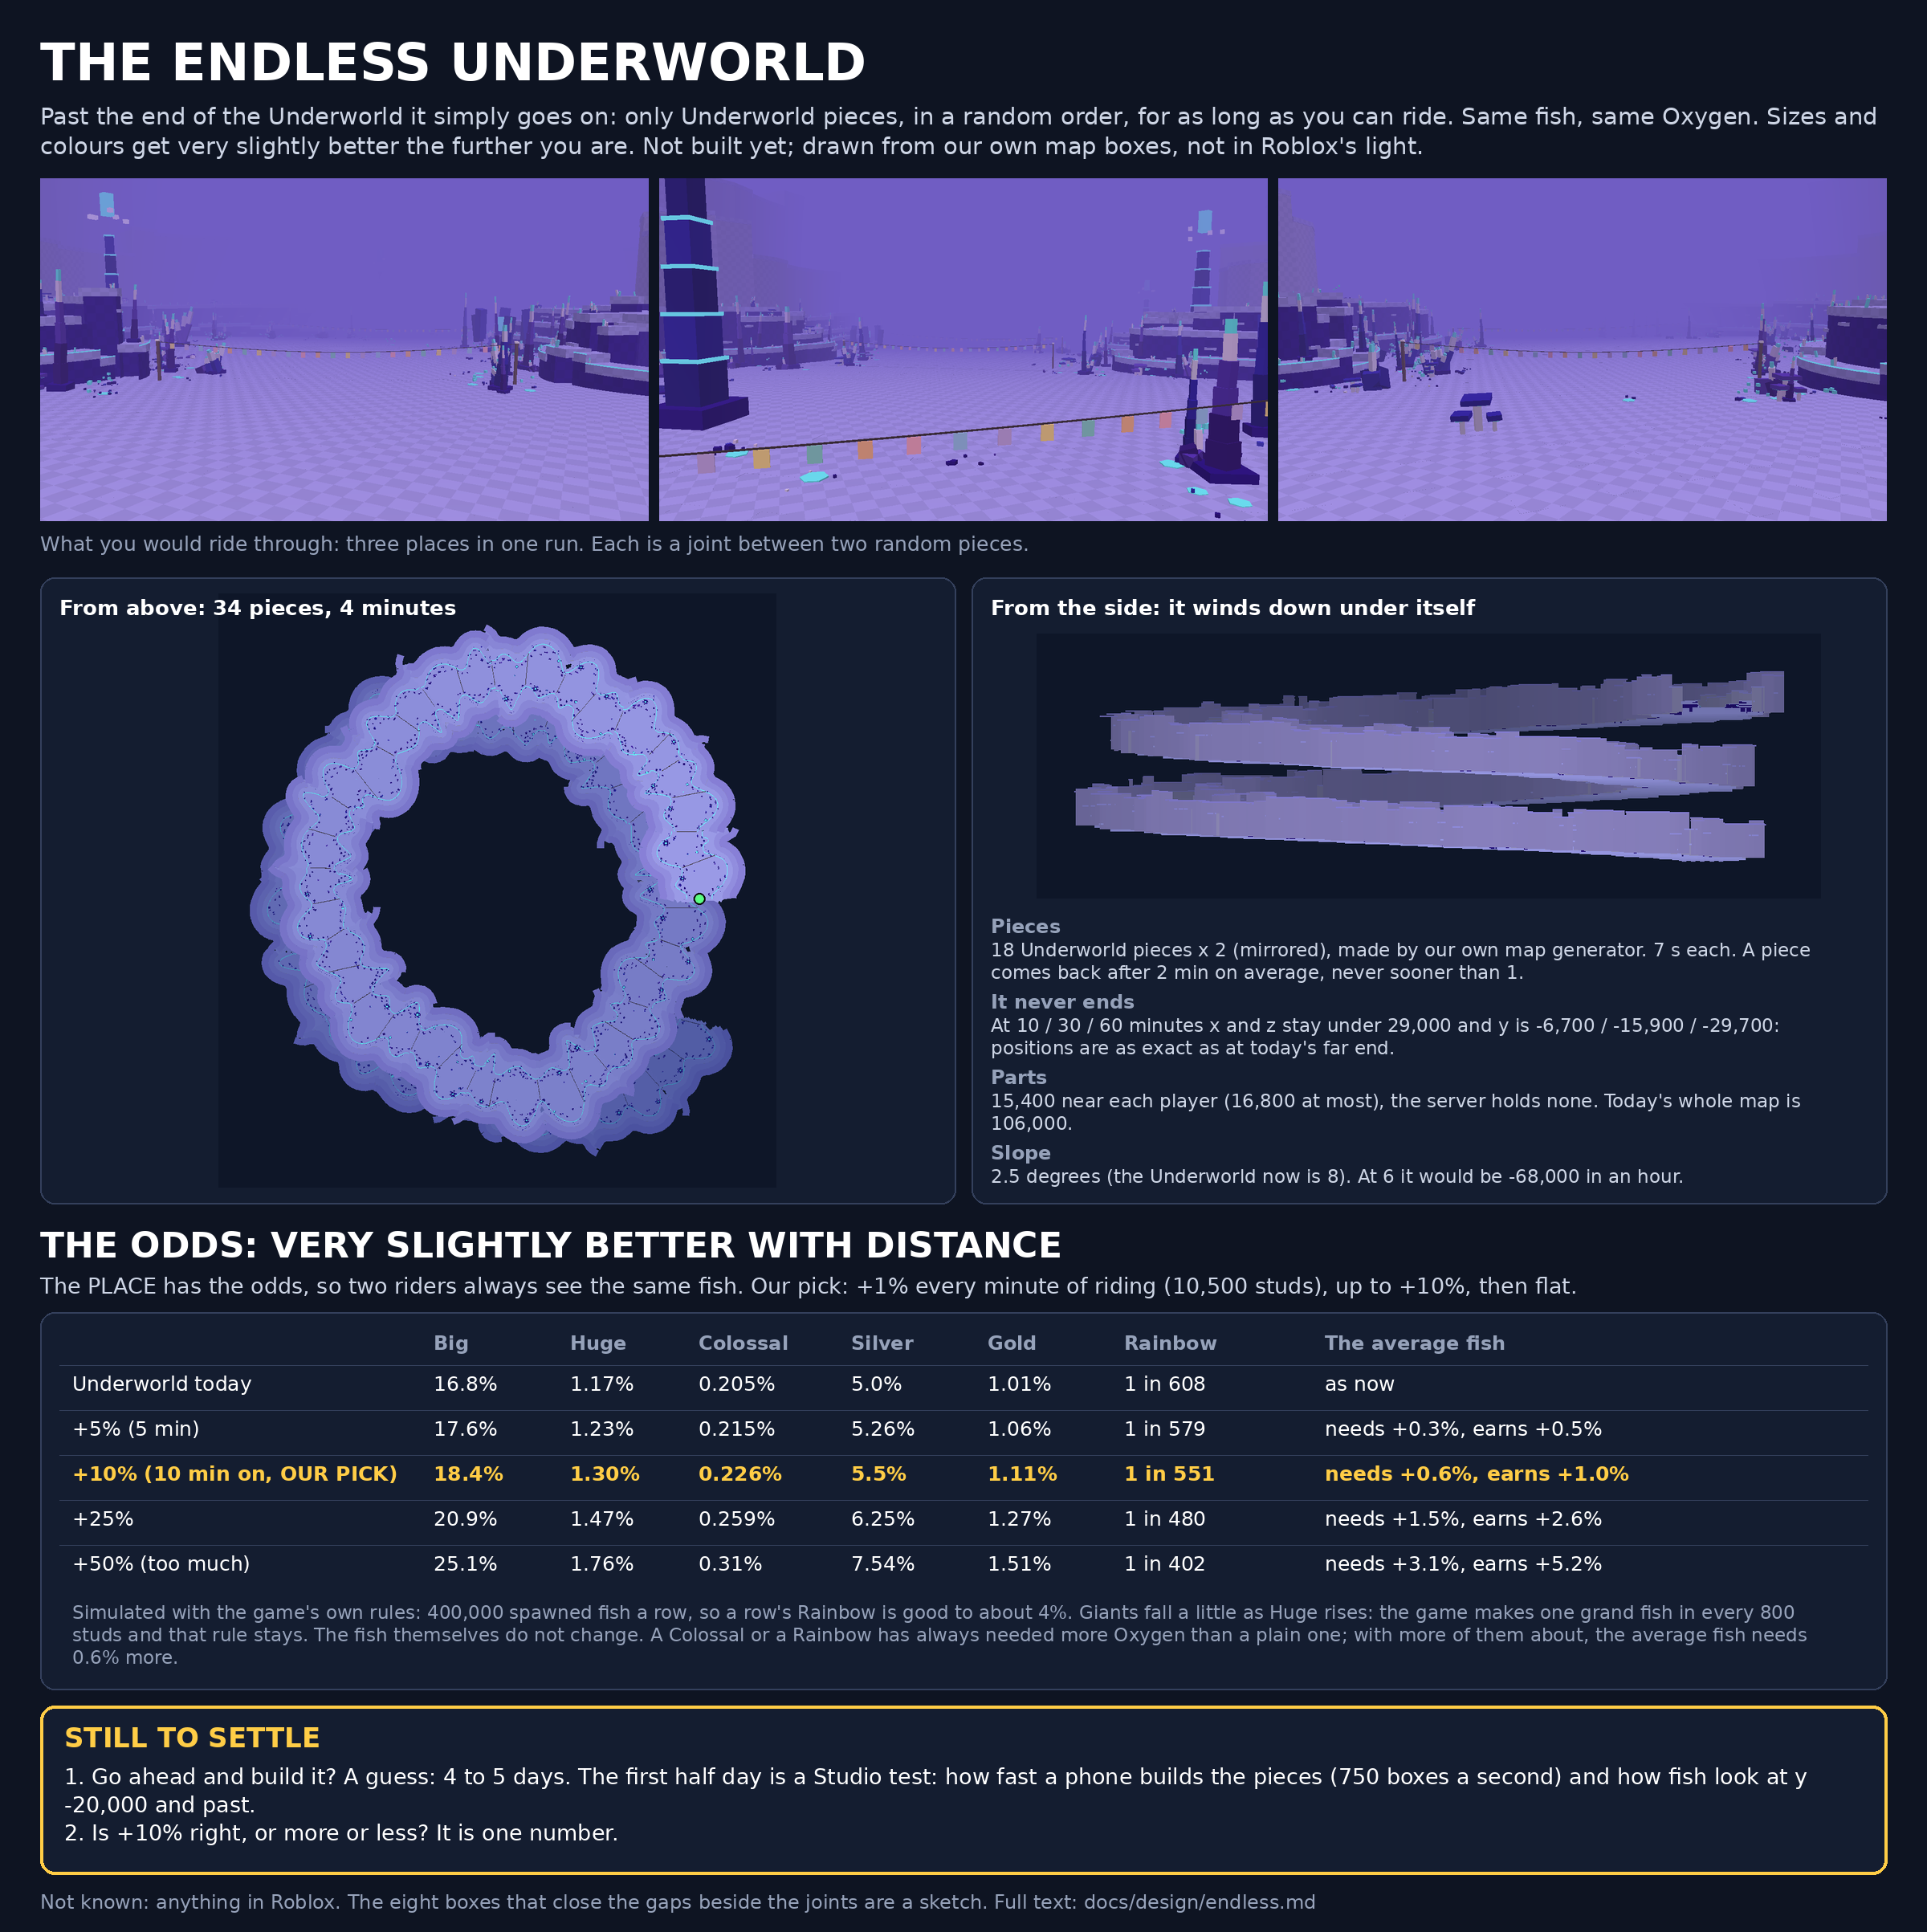 THE ENDLESS UNDERWORLD
Past the end of the Underworld it simply goes on: only Underworld pieces, in a random order, for as long as you can ride. Same fish, same Oxygen. Sizes and
colours get very slightly better the further you are. Not built yet; drawn from our own map boxes, not in Roblox's light.
What you would ride through: three places in one run. Each is a joint between two random pieces.
From above: 34 pieces, 4 minutes
From the side: it winds down under itself
Pieces
18 Underworld pieces x 2 (mirrored), made by our own map generator. 7 s each. A piece
comes back after 2 min on average, never sooner than 1.
It never ends
At 10 / 30 / 60 minutes x and z stay under 29,000 and y is -6,700 / -15,900 / -29,700:
positions are as exact as at today's far end.
Parts
15,400 near each player (16,800 at most), the server holds none. Today's whole map is
106,000.
Slope
2.5 degrees (the Underworld now is 8). At 6 it would be -68,000 in an hour.
THE ODDS: VERY SLIGHTLY BETTER WITH DISTANCE
The PLACE has the odds, so two riders always see the same fish. Our pick: +1% every minute of riding (10,500 studs), up to +10%, then flat.
Big Huge Colossal Silver Gold Rainbow The average fish
Underworld today 16.8% 1.17% 0.205% 5.0% 1.01% 1 in 608 as now
+5% (5 min) 17.6% 1.23% 0.215% 5.26% 1.06% 1 in 579 needs +0.3%, earns +0.5%
+10% (10 min on, OUR PICK) 18.4% 1.30% 0.226% 5.5% 1.11% 1 in 551 needs +0.6%, earns +1.0%
+25% 20.9% 1.47% 0.259% 6.25% 1.27% 1 in 480 needs +1.5%, earns +2.6%
+50% (too much) 25.1% 1.76% 0.31% 7.54% 1.51% 1 in 402 needs +3.1%, earns +5.2%
Simulated with the game's own rules: 400,000 spawned fish a row, so a row's Rainbow is good to about 4%. Giants fall a little as Huge rises: the game makes one grand fish in every 800
studs and that rule stays. The fish themselves do not change. A Colossal or a Rainbow has always needed more Oxygen than a plain one; with more of them about, the average fish needs
0.6% more.
STILL TO SETTLE
1. Go ahead and build it? A guess: 4 to 5 days. The first half day is a Studio test: how fast a phone builds the pieces (750 boxes a second) and how fish look at y
-20,000 and past.
2. Is +10% right, or more or less? It is one number.
Not known: anything in Roblox. The eight boxes that close the gaps beside the joints are a sketch. Full text: docs/design/endless.md